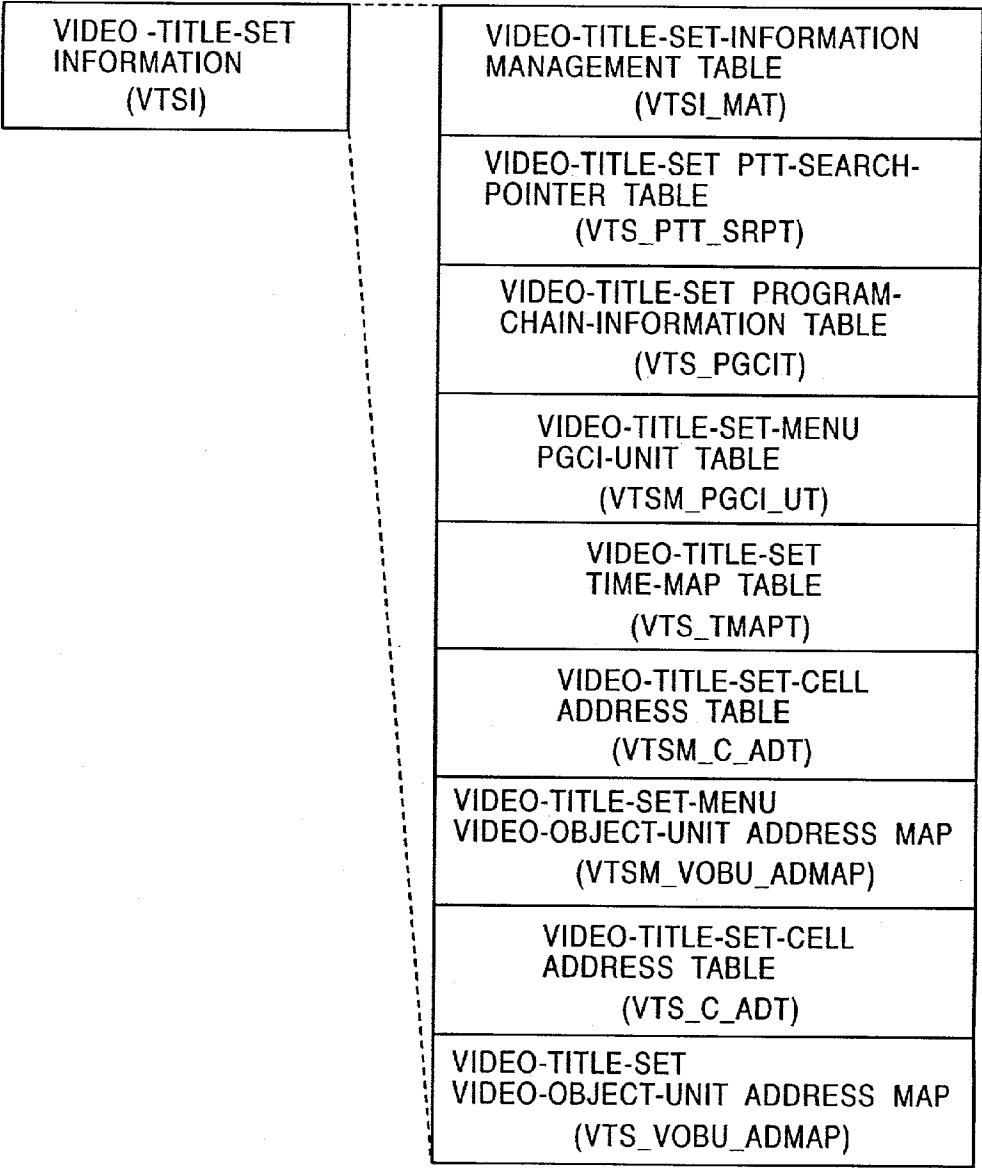 VIDEO -TITLE-SET
INFORMATION
(VTSI)
VIDEO-TITLE-SET-INFORMATION
MANAGEMENT TABLE
(VTSI_MAT)
VIDEO-TITLE-SET PTT-SEARCH-
POINTER TABLE
(VTS_PTT_SRPT)
VIDEO-TITLE-SET PROGRAM-
CHAIN-INFORMATION TABLE
(VTS_PGCIT)
VIDEO-TITLE-SET-MENU
PGCI-UNIT TABLE
(VTSM_PGCI_UT)
VIDEO-TITLE-SET
TIME-MAP TABLE
(VTS_TMAPT)
VIDEO-TITLE-SET-CELL
ADDRESS TABLE
(VTSM_C_ADT)
VIDEO-TITLE-SET-MENU
VIDEO-OBJECT-UNIT ADDRESS MAP
(VTSM_VOBU_ADMAP)
VIDEO-TITLE-SET-CELL
ADDRESS TABLE
(VTS_C_ADT)
VIDEO-TITLE-SET
VIDEO-OBJECT-UNIT ADDRESS MAP
(VTS_VOBU_ADMAP)